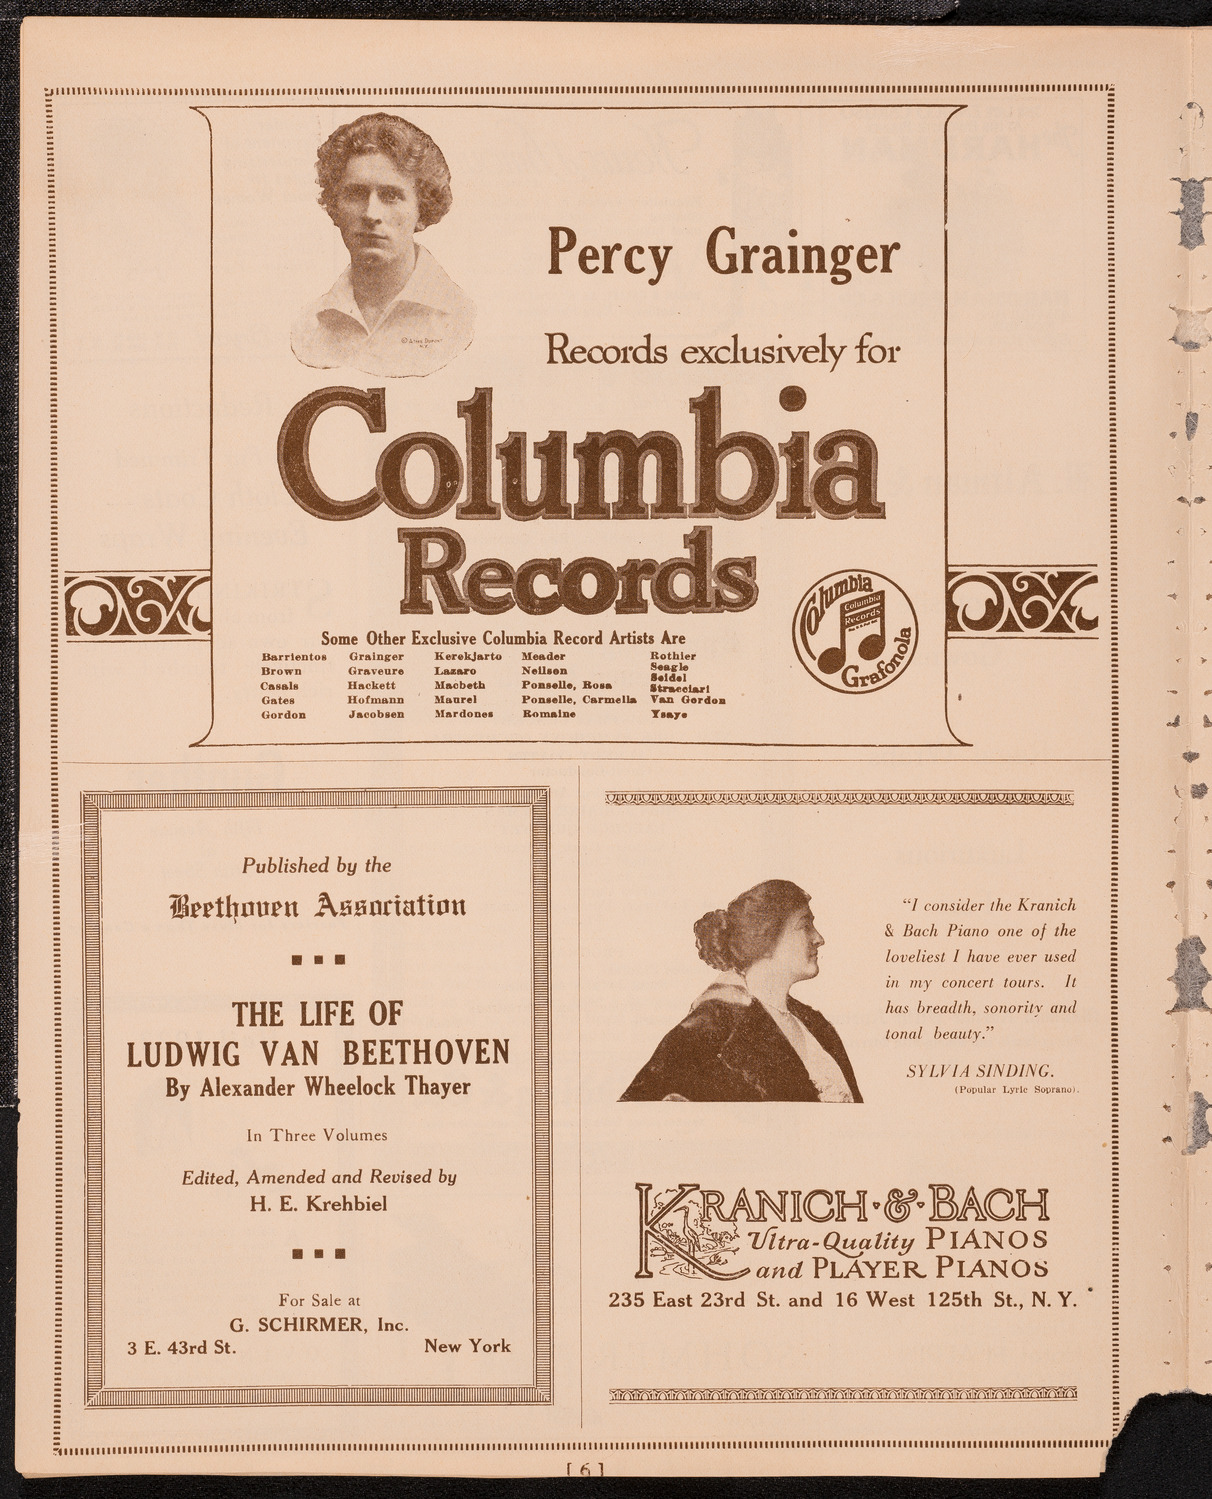 © Aime Dupont
N.Y.
Percy Grainger
Records exclusively for
Columbia
Records
Columbia
Columbia
Records
Grafonola
Some Other Exclusive Columbia Record Artists Are
Barrientos Grainger Kerekjarto Meader Rothier
Brown Graveure Lazaro Neilsen Seagle
Casals Hackett Macbeth Ponselle, Rosa Seidel
Gates Hofmann Maurel Ponselle, Carmella Stracciari
Gordon Jacobsen Mardones Romaine Van Gordon
Ysaye
Published by the
Beethoven Association
THE LIFE OF
LUDWIG VAN BEETHOVEN
By Alexander Wheelock Thayer
In Three Volumes
Edited, Amended and Revised by
H. E. Krehbiel
For Sale at
G. SCHIRMER, Inc.
3 E. 43rd St. New York
"I consider the Kranich
& Bach Piano one of the
loveliest I have ever used
in my concert tours. It
has breadth, sonority and
tonal beauty."
SYLVIA SINDING.
(Popular Lyric Soprano).
KRANICH·&·BACH
Ultra-Quality PIANOS
and PLAYER PIANOS
235 East 23rd St. and 16 West 125th St., N. Y.
[ 6 ]